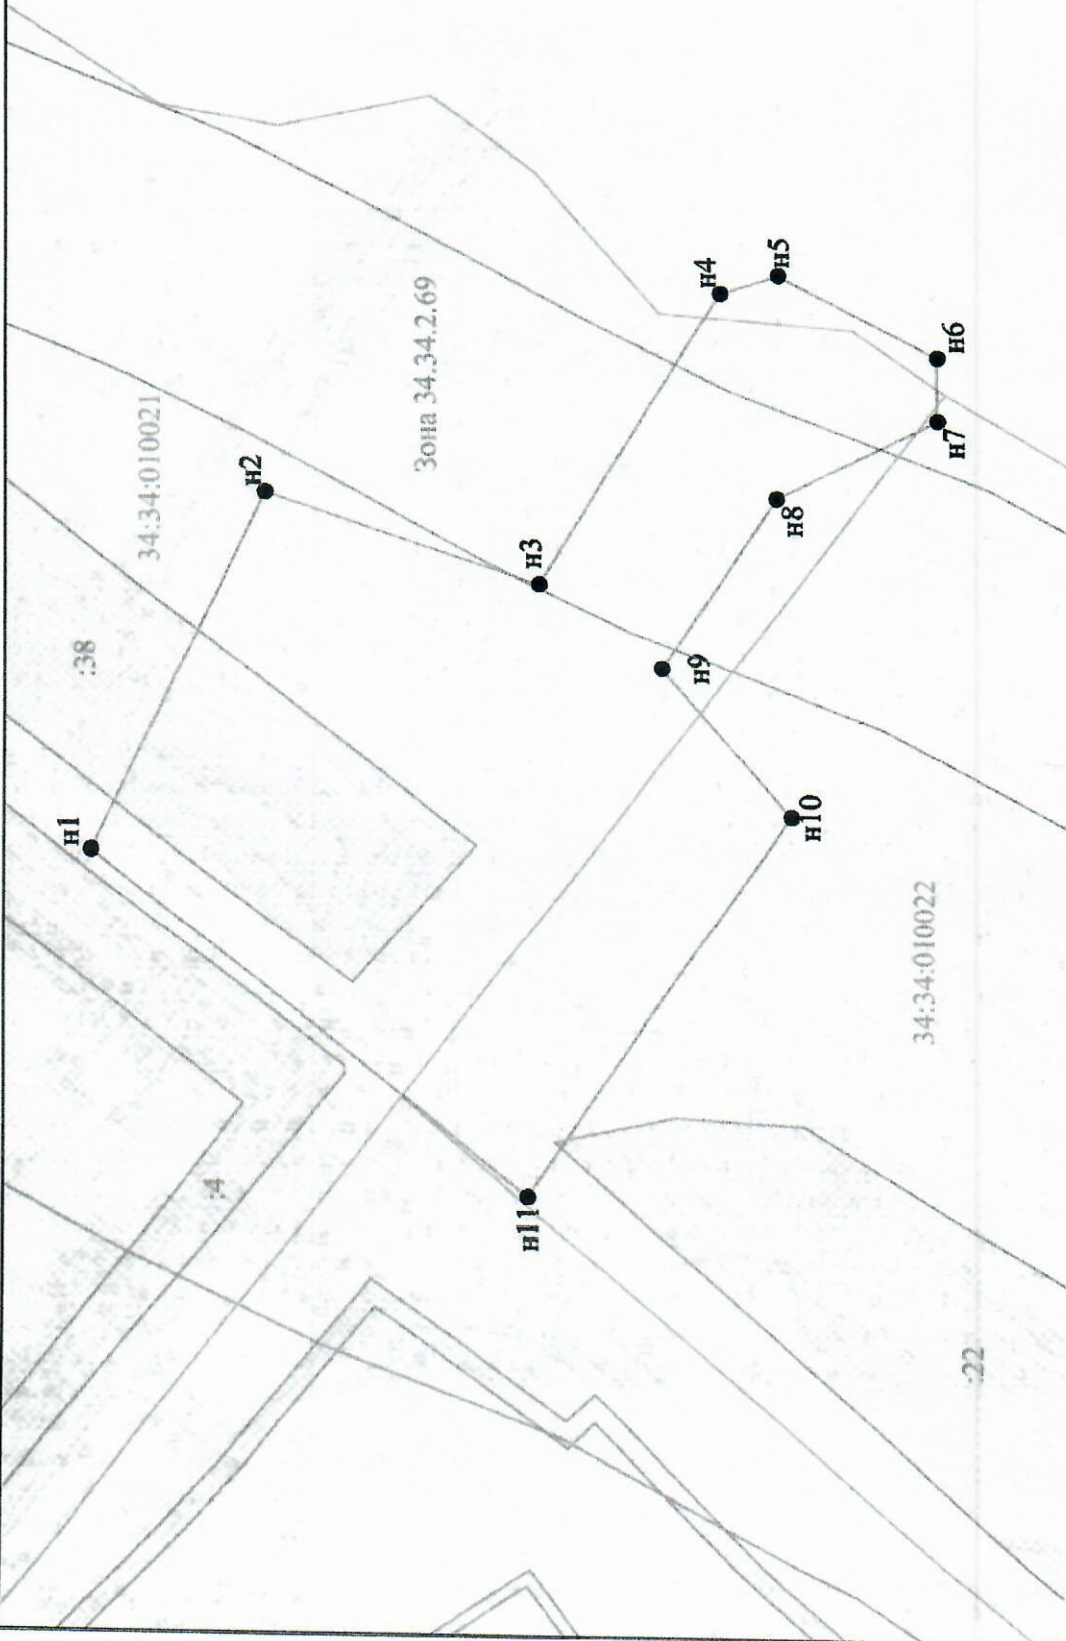 н1
:38
34:34:010021
н2
Зона 34.34.2.69
н3
н4
н5
н6
н7
н8
н9
н10
34:34:010022
:4
н11
:22